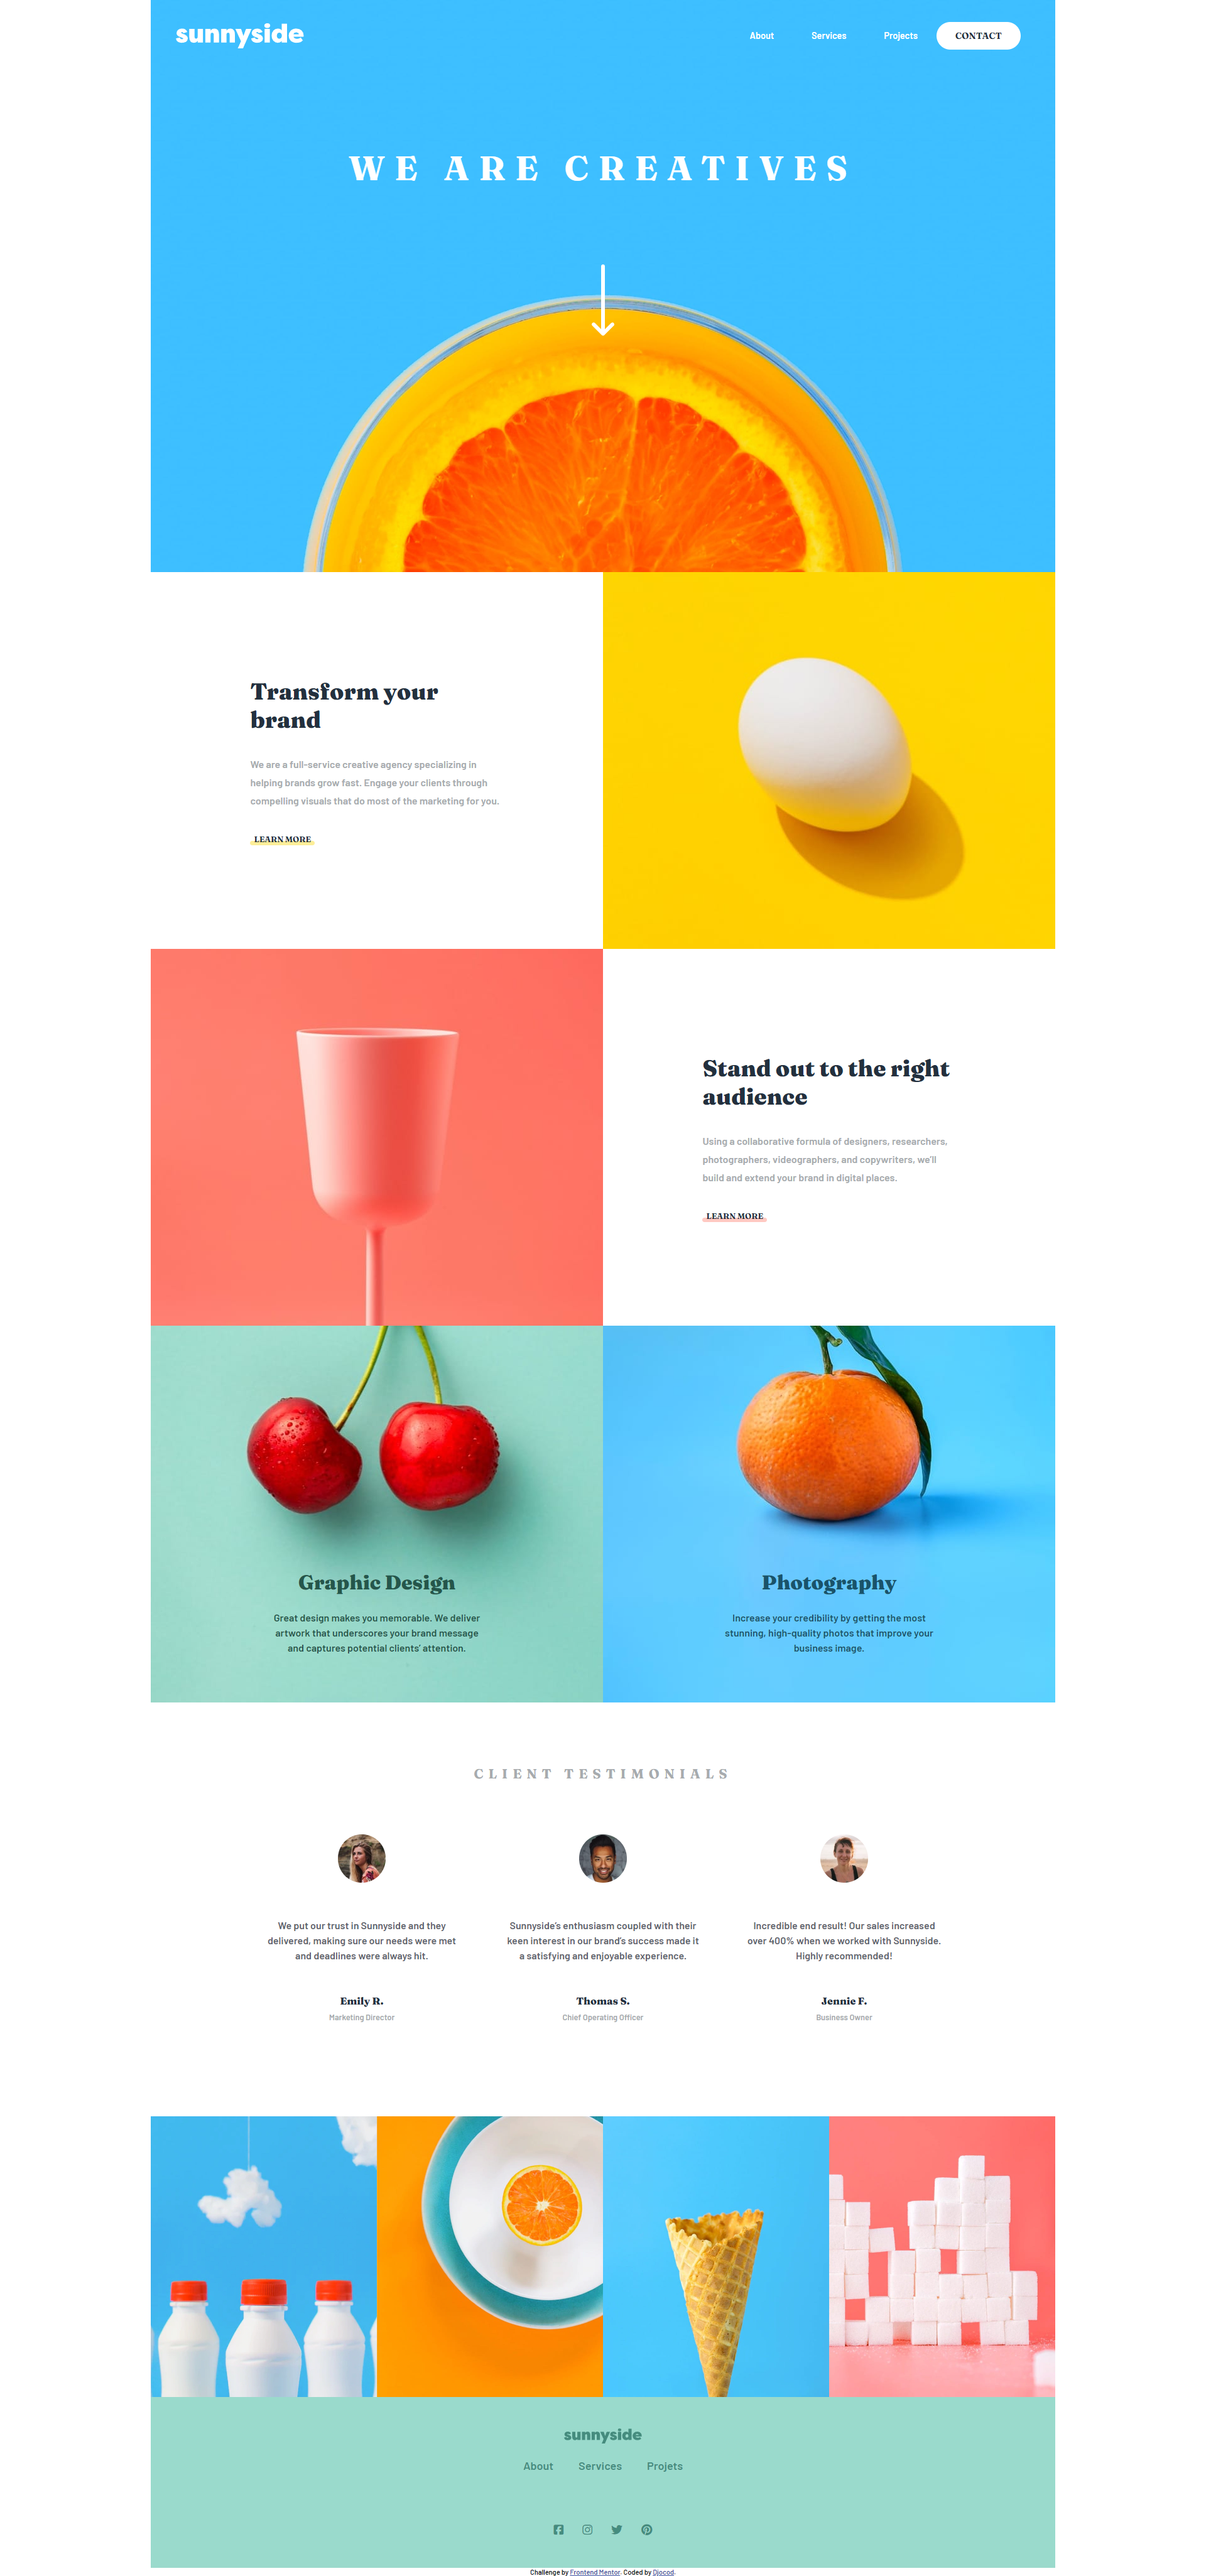 sunnyside
About Services Projects CONTACT
WE ARE CREATIVES
Transform your
brand
We are a full-service creative agency specializing in
helping brands grow fast. Engage your clients through
compelling visuals that do most of the marketing for you.
LEARN MORE
Stand out to the right
audience
Using a collaborative formula of designers, researchers,
photographers, videographers, and copywriters, we'll
build and extend your brand in digital places.
LEARN MORE
Graphic Design
Great design makes you memorable. We deliver
artwork that underscores your brand message
and captures potential clients' attention.
Photography
Increase your credibility by getting the most
stunning, high-quality photos that improve your
business image.
CLIENT TESTIMONIALS
We put our trust in Sunnyside and they
delivered, making sure our needs were met
and deadlines were always hit.
Emily R.
Marketing Director
Sunnyside's enthusiasm coupled with their
keen interest in our brand's success made it
a satisfying and enjoyable experience.
Thomas S.
Chief Operating Officer
Incredible end result! Our sales increased
over 400% when we worked with Sunnyside.
Highly recommended!
Jennie F.
Business Owner
sunnyside
About Services Projets
Challenge by Frontend Mentor. Coded by Djocod.